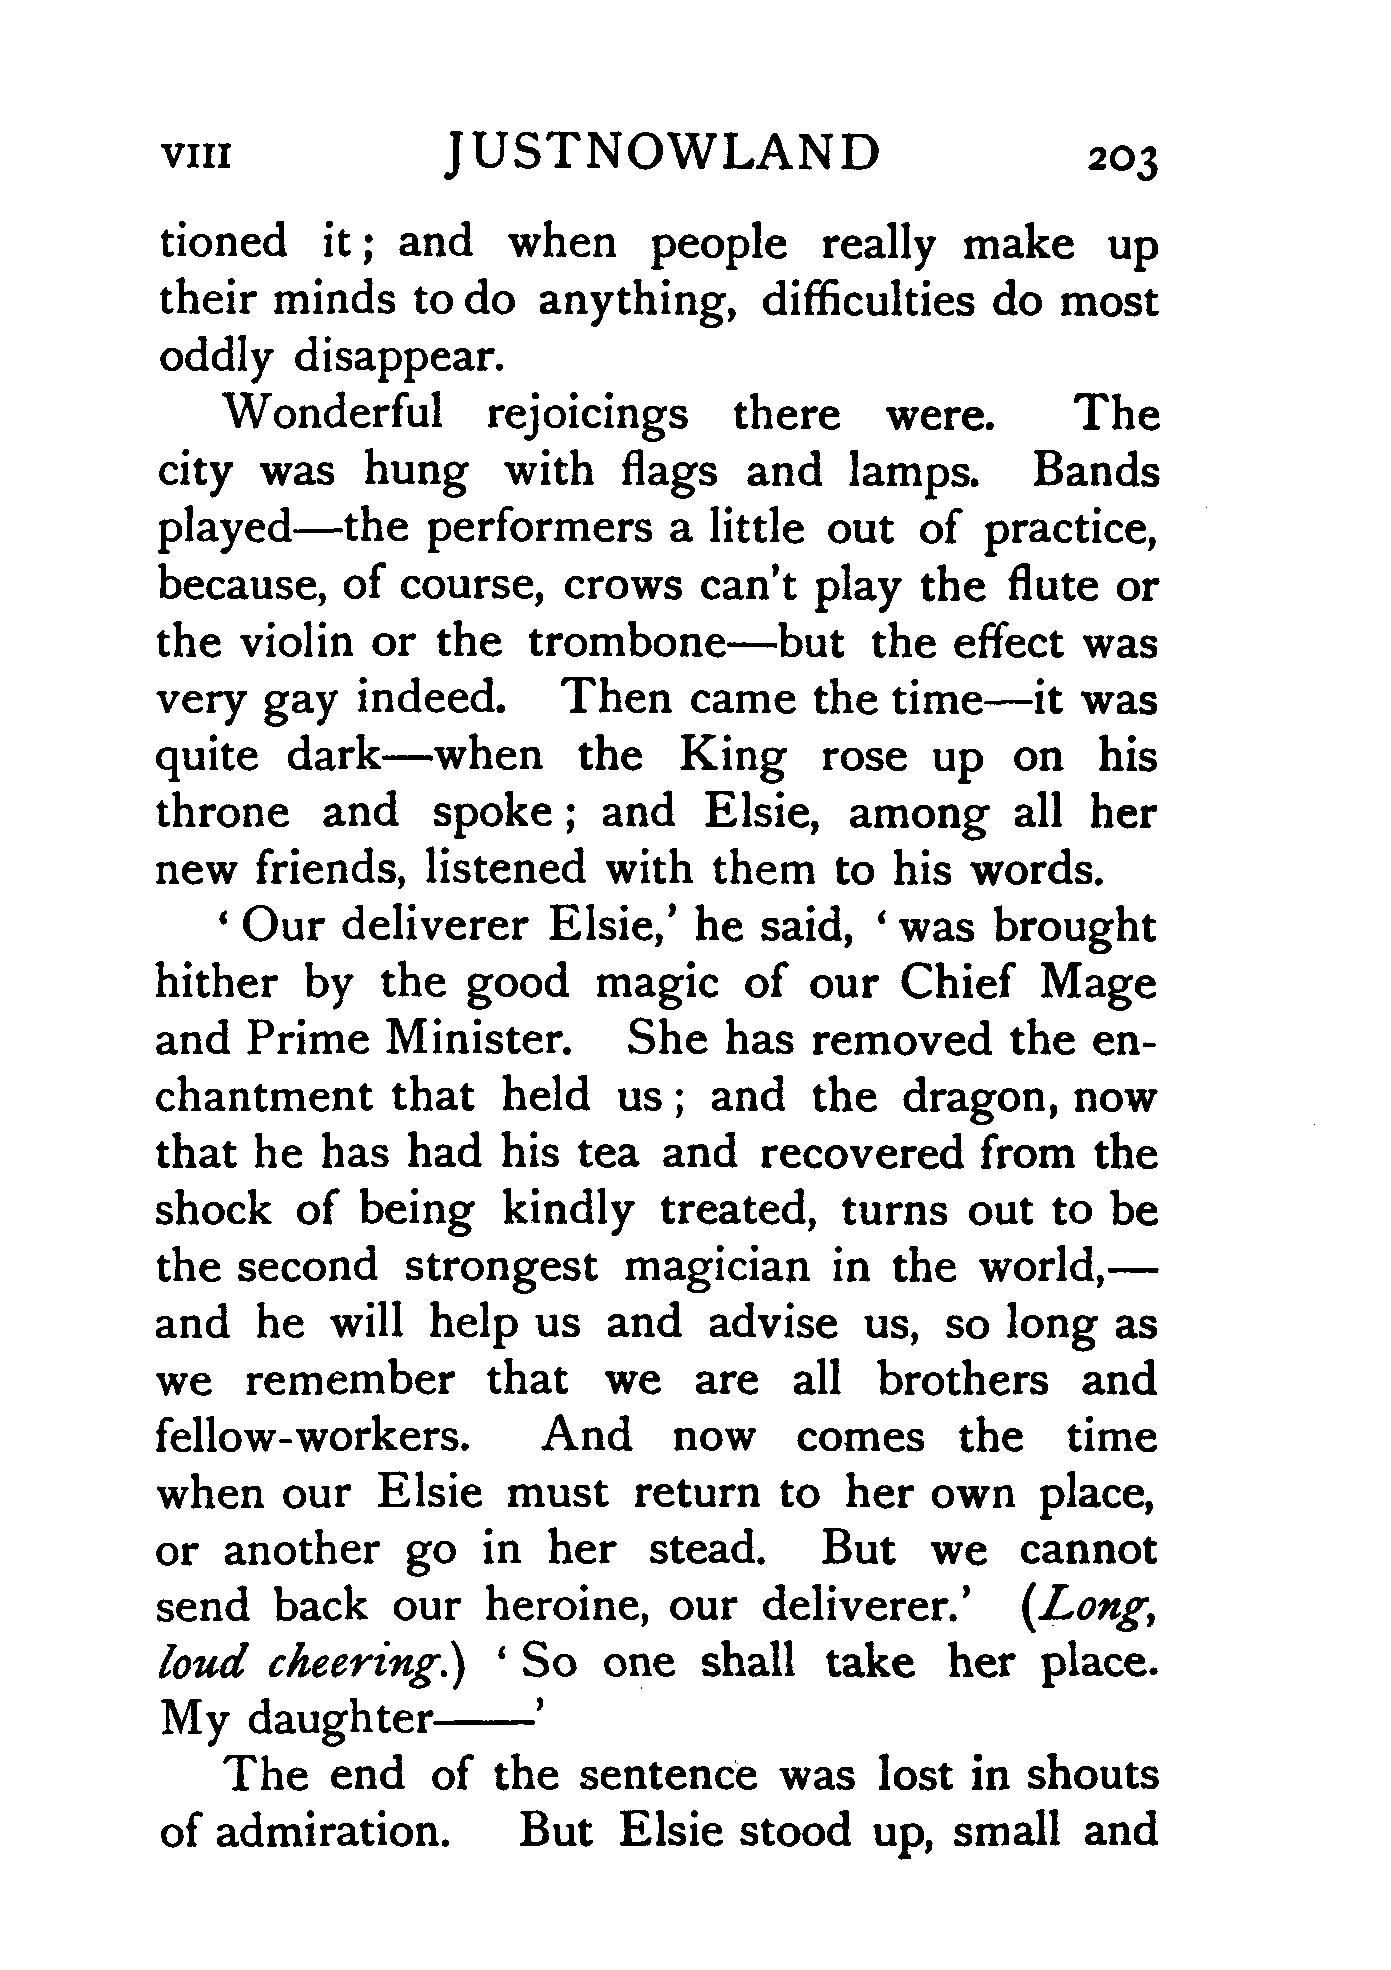 VIII JUSTNOWLAND 203
tioned it; and when people really make up
their minds to do anything, difficulties do most
oddly disappear.
Wonderful rejoicings there were. The
city was hung with flags and lamps. Bands
played—the performers a little out of practice,
because, of course, crows can't play the flute or
the violin or the trombone—but the effect was
very gay indeed. Then came the time—it was
quite dark—when the King rose up on his
throne and spoke; and Elsie, among all her
new friends, listened with them to his words.
‘Our deliverer Elsie,’ he said, ‘was brought
hither by the good magic of our Chief Mage
and Prime Minister. She has removed the en-
chantment that held us; and the dragon, now
that he has had his tea and recovered from the
shock of being kindly treated, turns out to be
the second strongest magician in the world,—
and he will help us and advise us, so long as
we remember that we are all brothers and
fellow-workers. And now comes the time
when our Elsie must return to her own place,
or another go in her stead. But we cannot
send back our heroine, our deliverer.’ (Long,
loud cheering.) ‘So one shall take her place.
My daughter——’
The end of the sentence was lost in shouts
of admiration. But Elsie stood up, small and